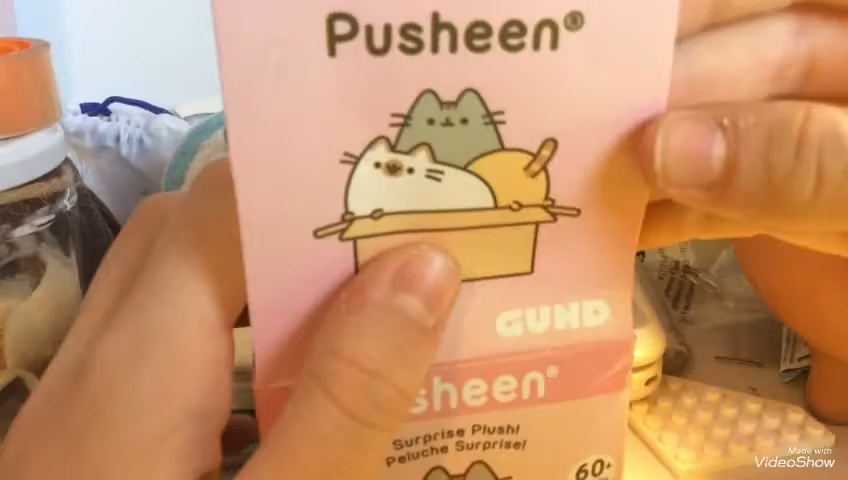 Pusheen®
GUND
sheen®
Surprise Plush!
Peluche Surprise!
60+
Made with
VideoShow